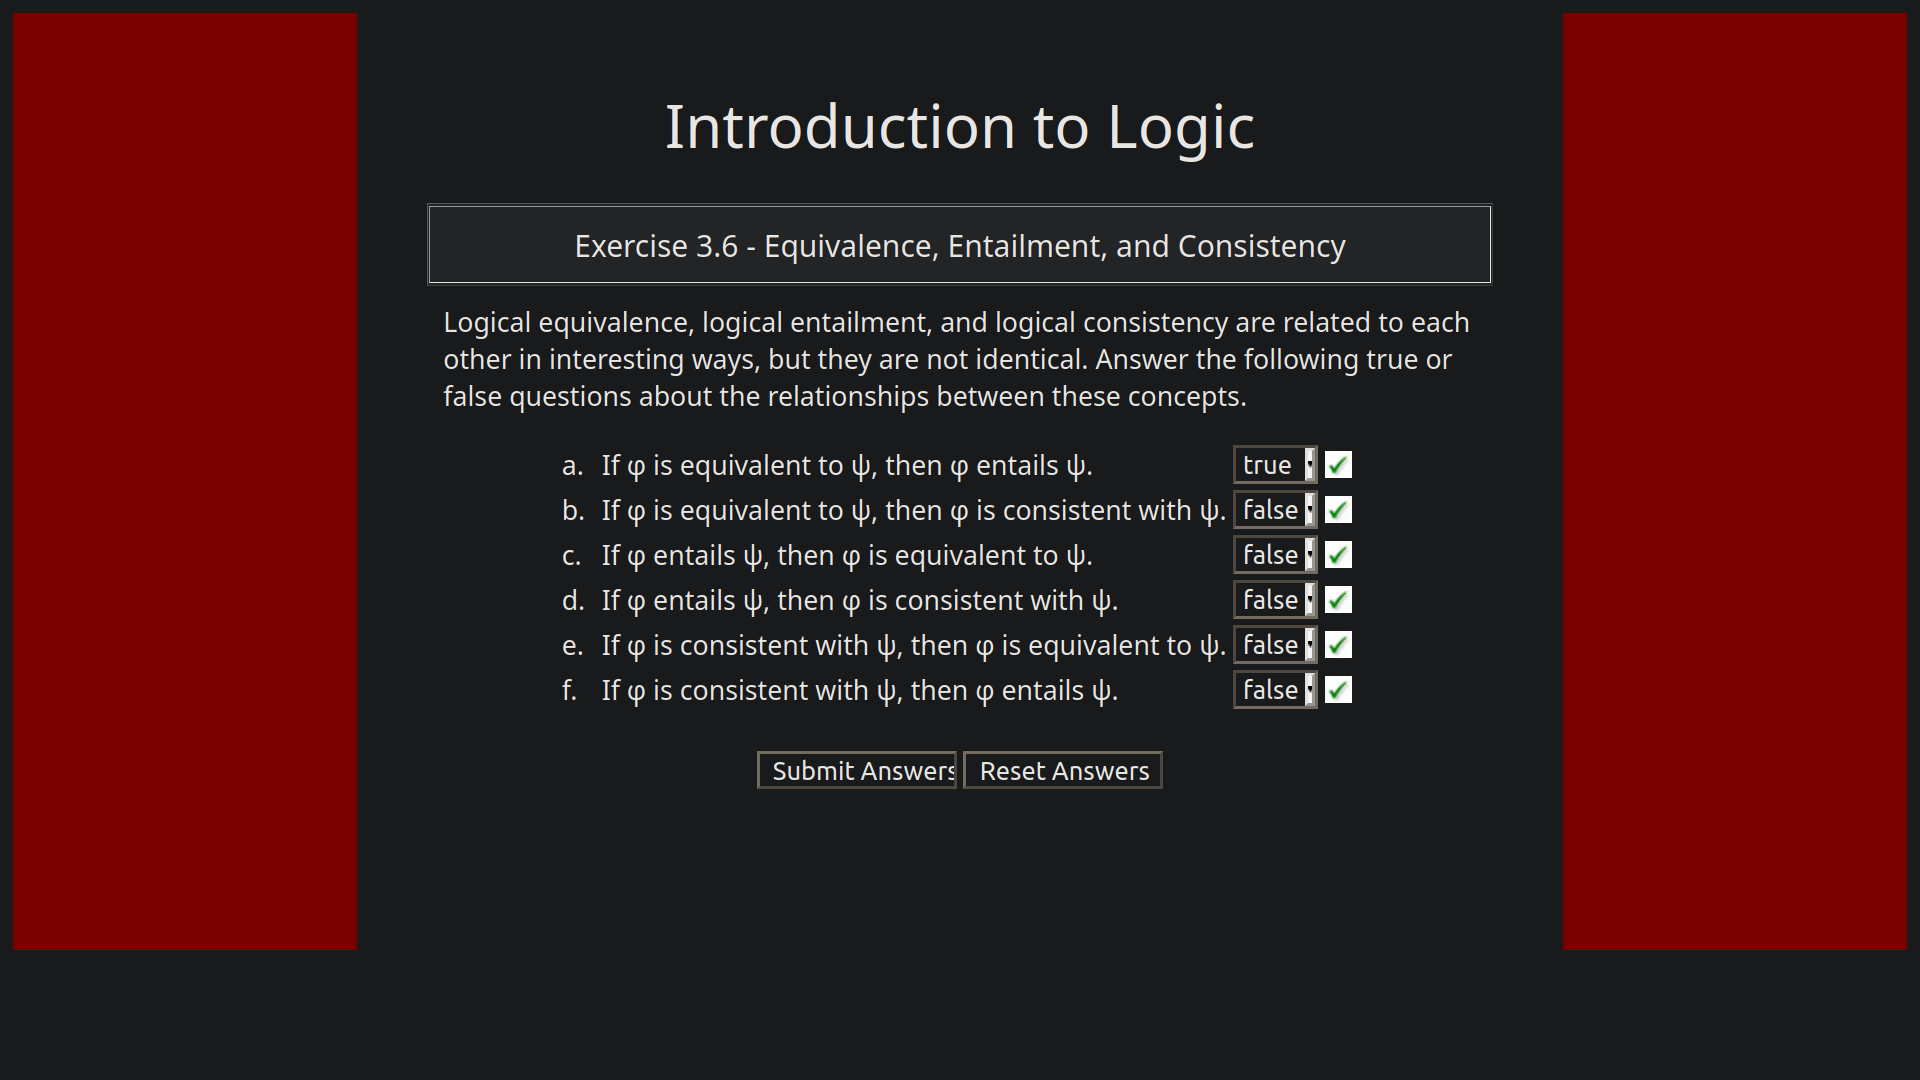 Introduction to Logic
Exercise 3.6 - Equivalence, Entailment, and Consistency
Logical equivalence, logical entailment, and logical consistency are related to each
other in interesting ways, but they are not identical. Answer the following true or
false questions about the relationships between these concepts.
a. If φ is equivalent to ψ, then φ entails ψ. true
b. If φ is equivalent to ψ, then φ is consistent with ψ. false
c. If φ entails ψ, then φ is equivalent to ψ. false
d. If φ entails ψ, then φ is consistent with ψ. false
e. If φ is consistent with ψ, then φ is equivalent to ψ. false
f. If φ is consistent with ψ, then φ entails ψ. false
Submit Answers Reset Answers